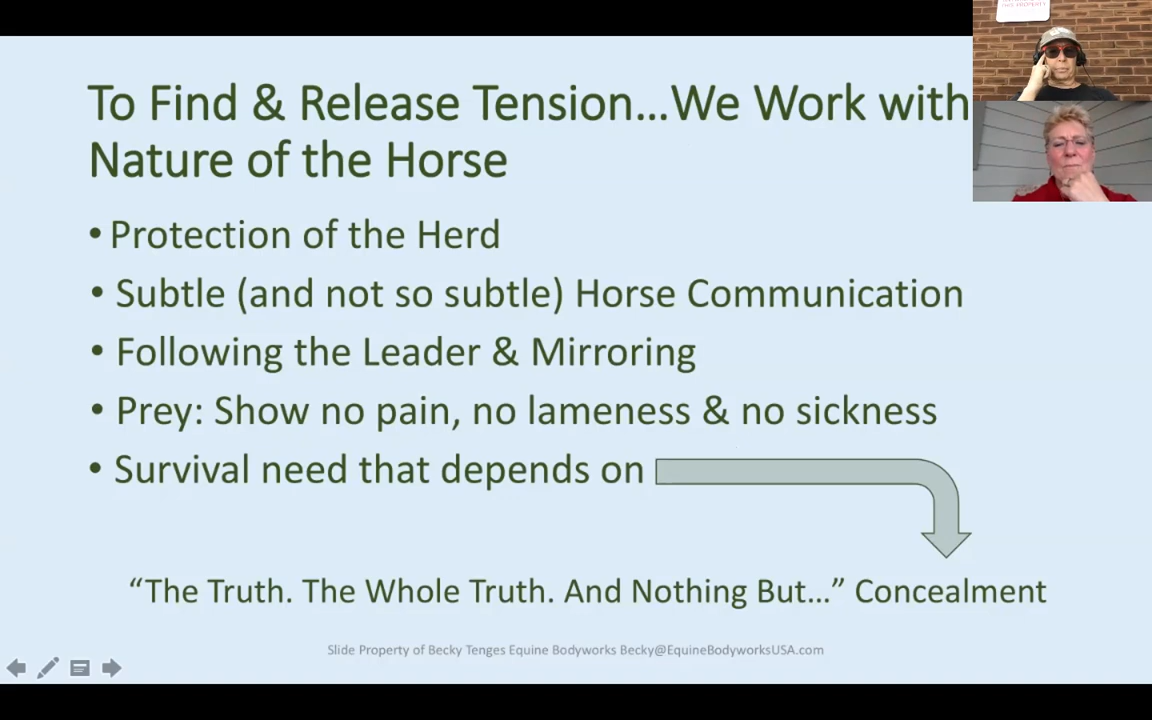 To Find & Release Tension...We Work with
Nature of the Horse
• Protection of the Herd
• Subtle (and not so subtle) Horse Communication
• Following the Leader & Mirroring
• Prey: Show no pain, no lameness & no sickness
• Survival need that depends on
“The Truth. The Whole Truth. And Nothing But...” Concealment
Slide Property of Becky Tenges Equine Bodyworks Becky@EquineBodyworksUSA.com